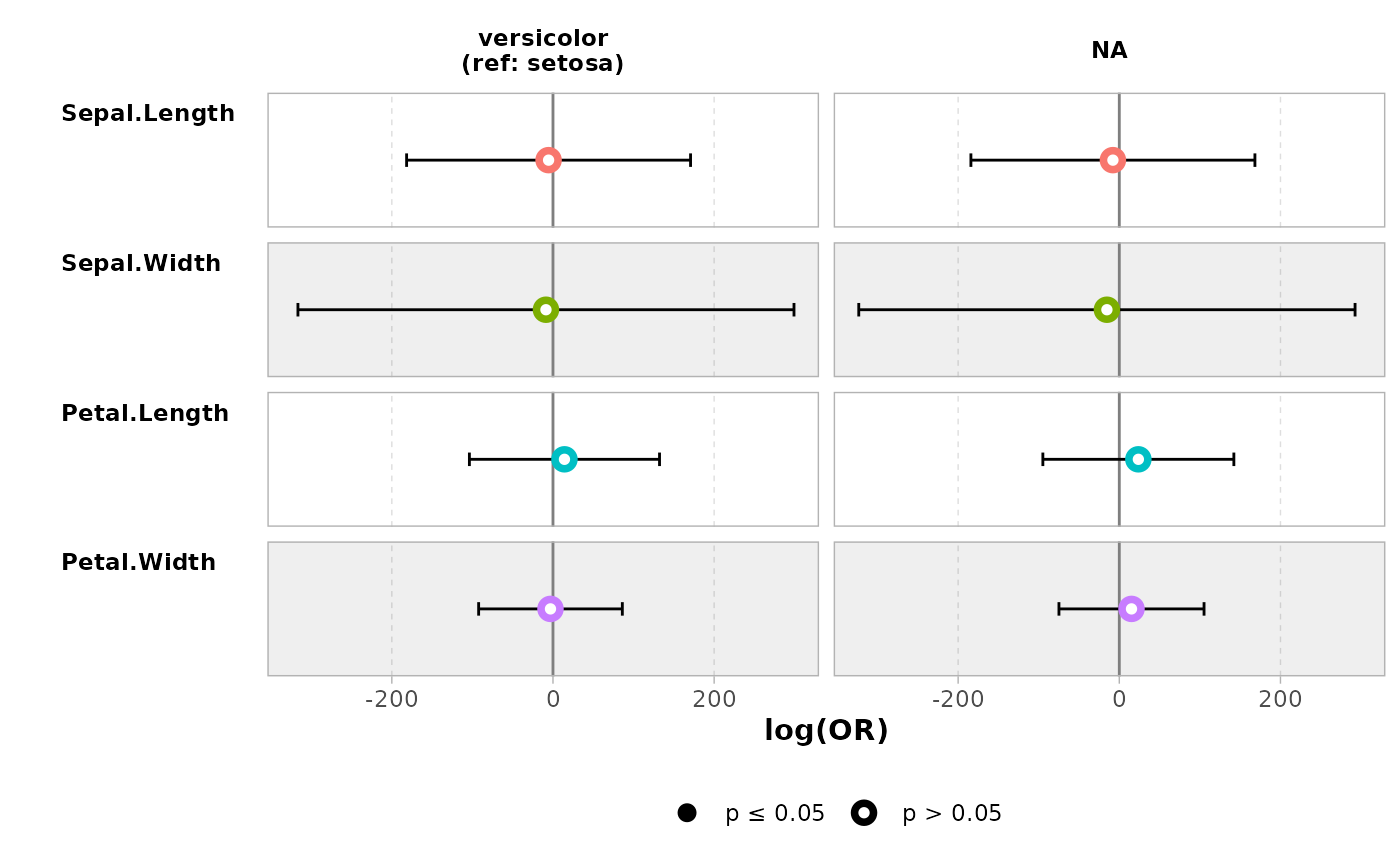 versicolor
(ref: setosa)
NA
Sepal.Length
Sepal.Width
Petal.Length
Petal.Width
-200 0 200 -200 0 200
log(OR)
p ≤ 0.05 p > 0.05